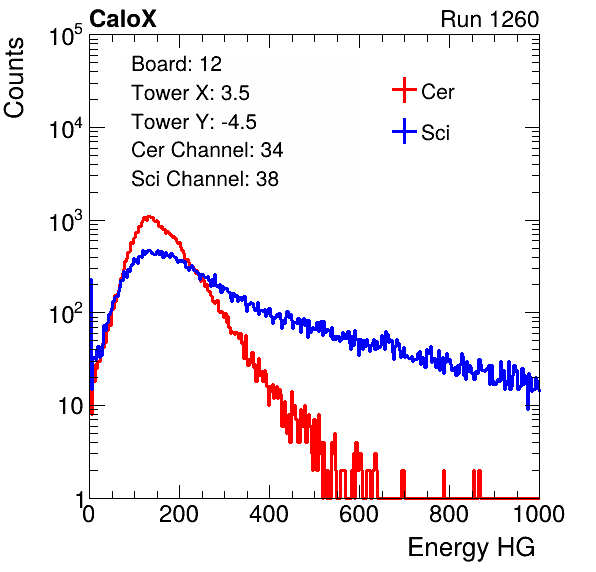 CaloX Run 1260
Counts
10^5
10^4
10^3
10^2
10
1
Board: 12
Tower X: 3.5
Tower Y: -4.5
Cer Channel: 34
Sci Channel: 38
Cer
Sci
0 200 400 600 800 1000
Energy HG